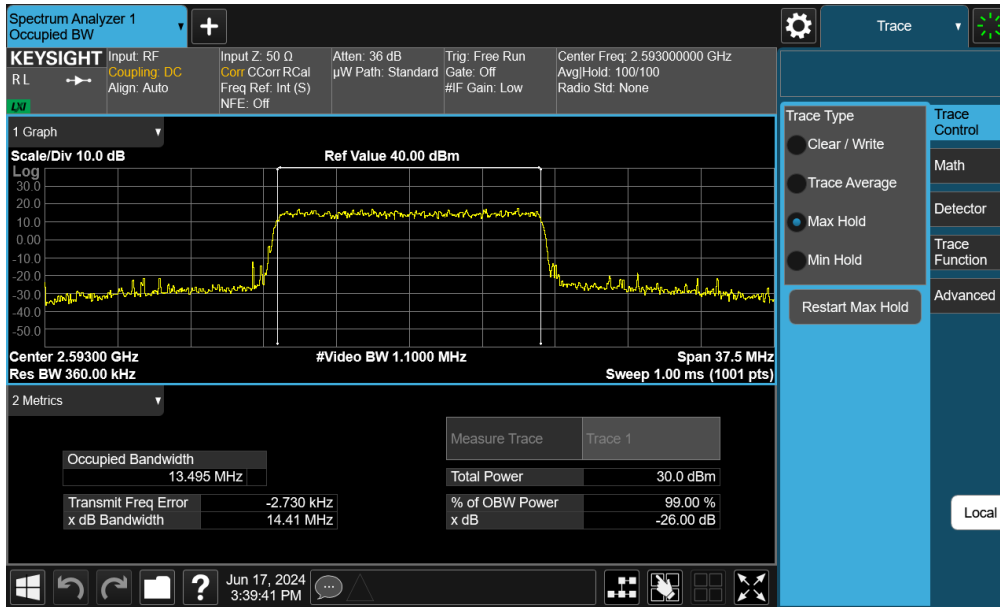 Spectrum Analyzer 1
Occupied BW
Trace
KEYSIGHT
R L
LXI
Input: RF
Coupling: DC
Align: Auto
Input Z: 50 Ω
Corr CCorr RCal
Freq Ref: Int (S)
NFE: Off
Atten: 36 dB
µW Path: Standard
Trig: Free Run
Gate: Off
#IF Gain: Low
Center Freq: 2.593000000 GHz
Avg|Hold: 100/100
Radio Std: None
1 Graph
Scale/Div 10.0 dB
Ref Value 40.00 dBm
Log
30.0
20.0
10.0
0.00
-10.0
-20.0
-30.0
-40.0
-50.0
Center 2.59300 GHz
#Video BW 1.1000 MHz
Span 37.5 MHz
Res BW 360.00 kHz
Sweep 1.00 ms (1001 pts)
2 Metrics
Measure Trace
Trace 1
Occupied Bandwidth
13.495 MHz
Total Power
30.0 dBm
Transmit Freq Error
-2.730 kHz
% of OBW Power
99.00 %
x dB Bandwidth
14.41 MHz
x dB
-26.00 dB
Trace Type
Clear / Write
Trace Average
Max Hold
Min Hold
Restart Max Hold
Trace
Control
Math
Detector
Trace
Function
Advanced
Local
?
Jun 17, 2024
3:39:41 PM